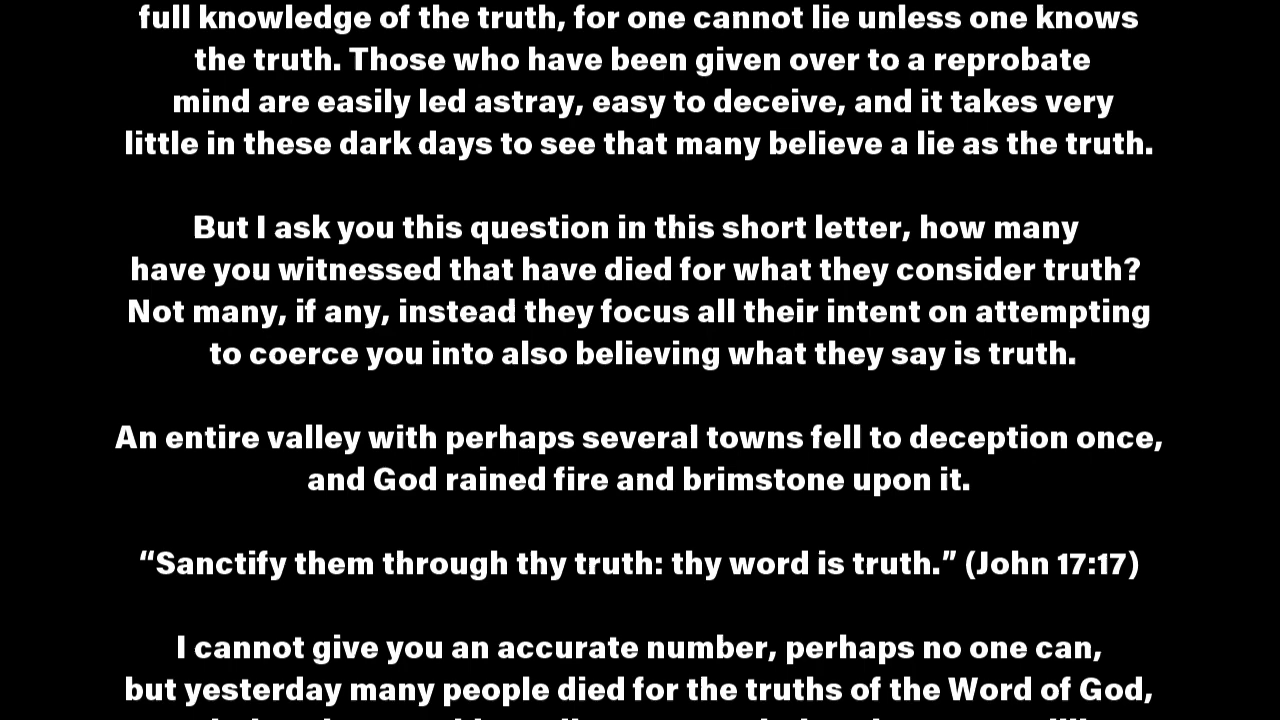 full knowledge of the truth, for one cannot lie unless one knows
the truth. Those who have been given over to a reprobate
mind are easily led astray, easy to deceive, and it takes very
little in these dark days to see that many believe a lie as the truth.
But I ask you this question in this short letter, how many
have you witnessed that have died for what they consider truth?
Not many, if any, instead they focus all their intent on attempting
to coerce you into also believing what they say is truth.
An entire valley with perhaps several towns fell to deception once,
and God rained fire and brimstone upon it.
“Sanctify them through thy truth: thy word is truth.” (John 17:17)
I cannot give you an accurate number, perhaps no one can,
but yesterday many people died for the truths of the Word of God,